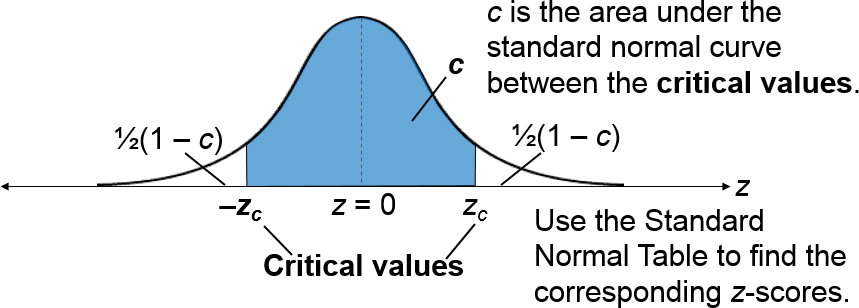 c is the area under the
standard normal curve
between the critical values.
c
½(1 – c)
½(1 – c)
z
–zc
z = 0
zc
Critical values
Use the Standard
Normal Table to find the
corresponding z-scores.